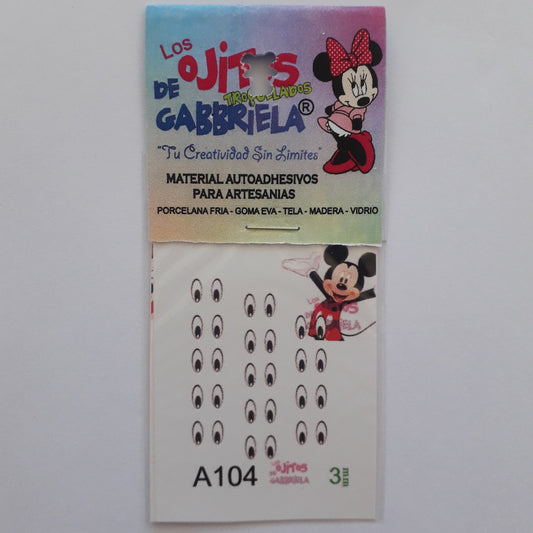 Los
OJITOS
TROQUELADOS
DE
GABBRIELA®
"Tu Creatividad Sin Limites"
MATERIAL AUTOADHESIVOS
PARA ARTESANIAS
PORCELANA FRIA - GOMA EVA - TELA - MADERA - VIDRIO
A104
LOS
OJITOS
DE
GABBRIELA
3mm